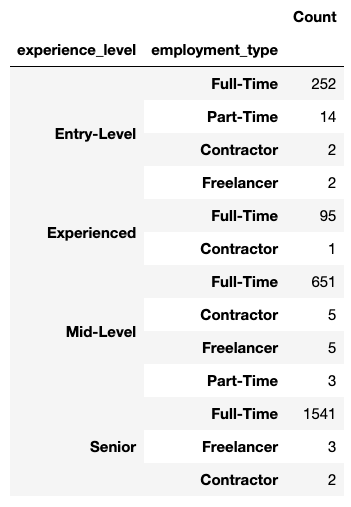 Count
experience_level employment_type
Entry-Level Full-Time 252
Part-Time 14
Contractor 2
Freelancer 2
Experienced Full-Time 95
Contractor 1
Mid-Level Full-Time 651
Contractor 5
Freelancer 5
Part-Time 3
Senior Full-Time 1541
Freelancer 3
Contractor 2